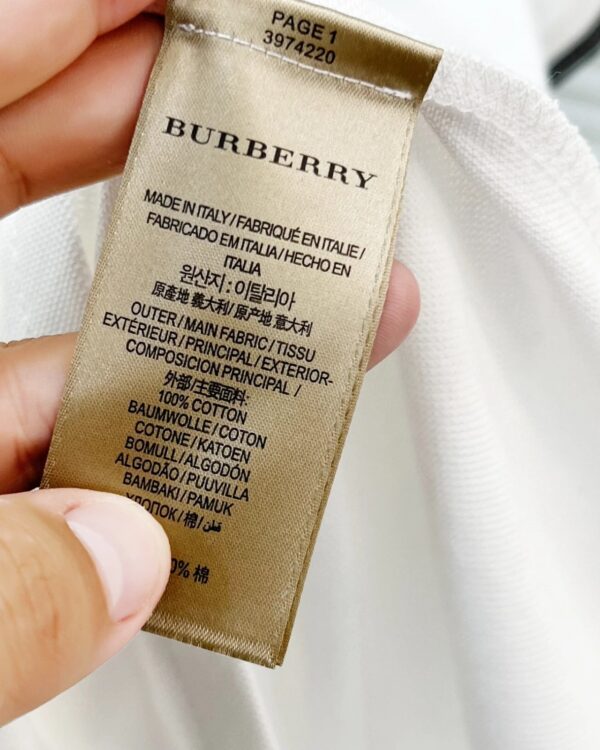 PAGE 1
3974220
BURBERRY
MADE IN ITALY / FABRIQUÉ EN ITALIE /
FABRICADO EM ITALIA / HECHO EN
ITALIA
원산지 : 이탈리아
原產地 義大利 / 原产地 意大利
OUTER / MAIN FABRIC / TISSU
EXTÉRIEUR / PRINCIPAL / EXTERIOR-
COMPOSICION PRINCIPAL /
外部/主要面料:
100% COTTON
BAUMWOLLE / COTON
COTONE / KATOEN
BOMULL / ALGODÓN
ALGODÃO / PUUVILLA
BAMBAKI / PAMUK
ХЛОПОК / 棉 / قطن
0% 棉